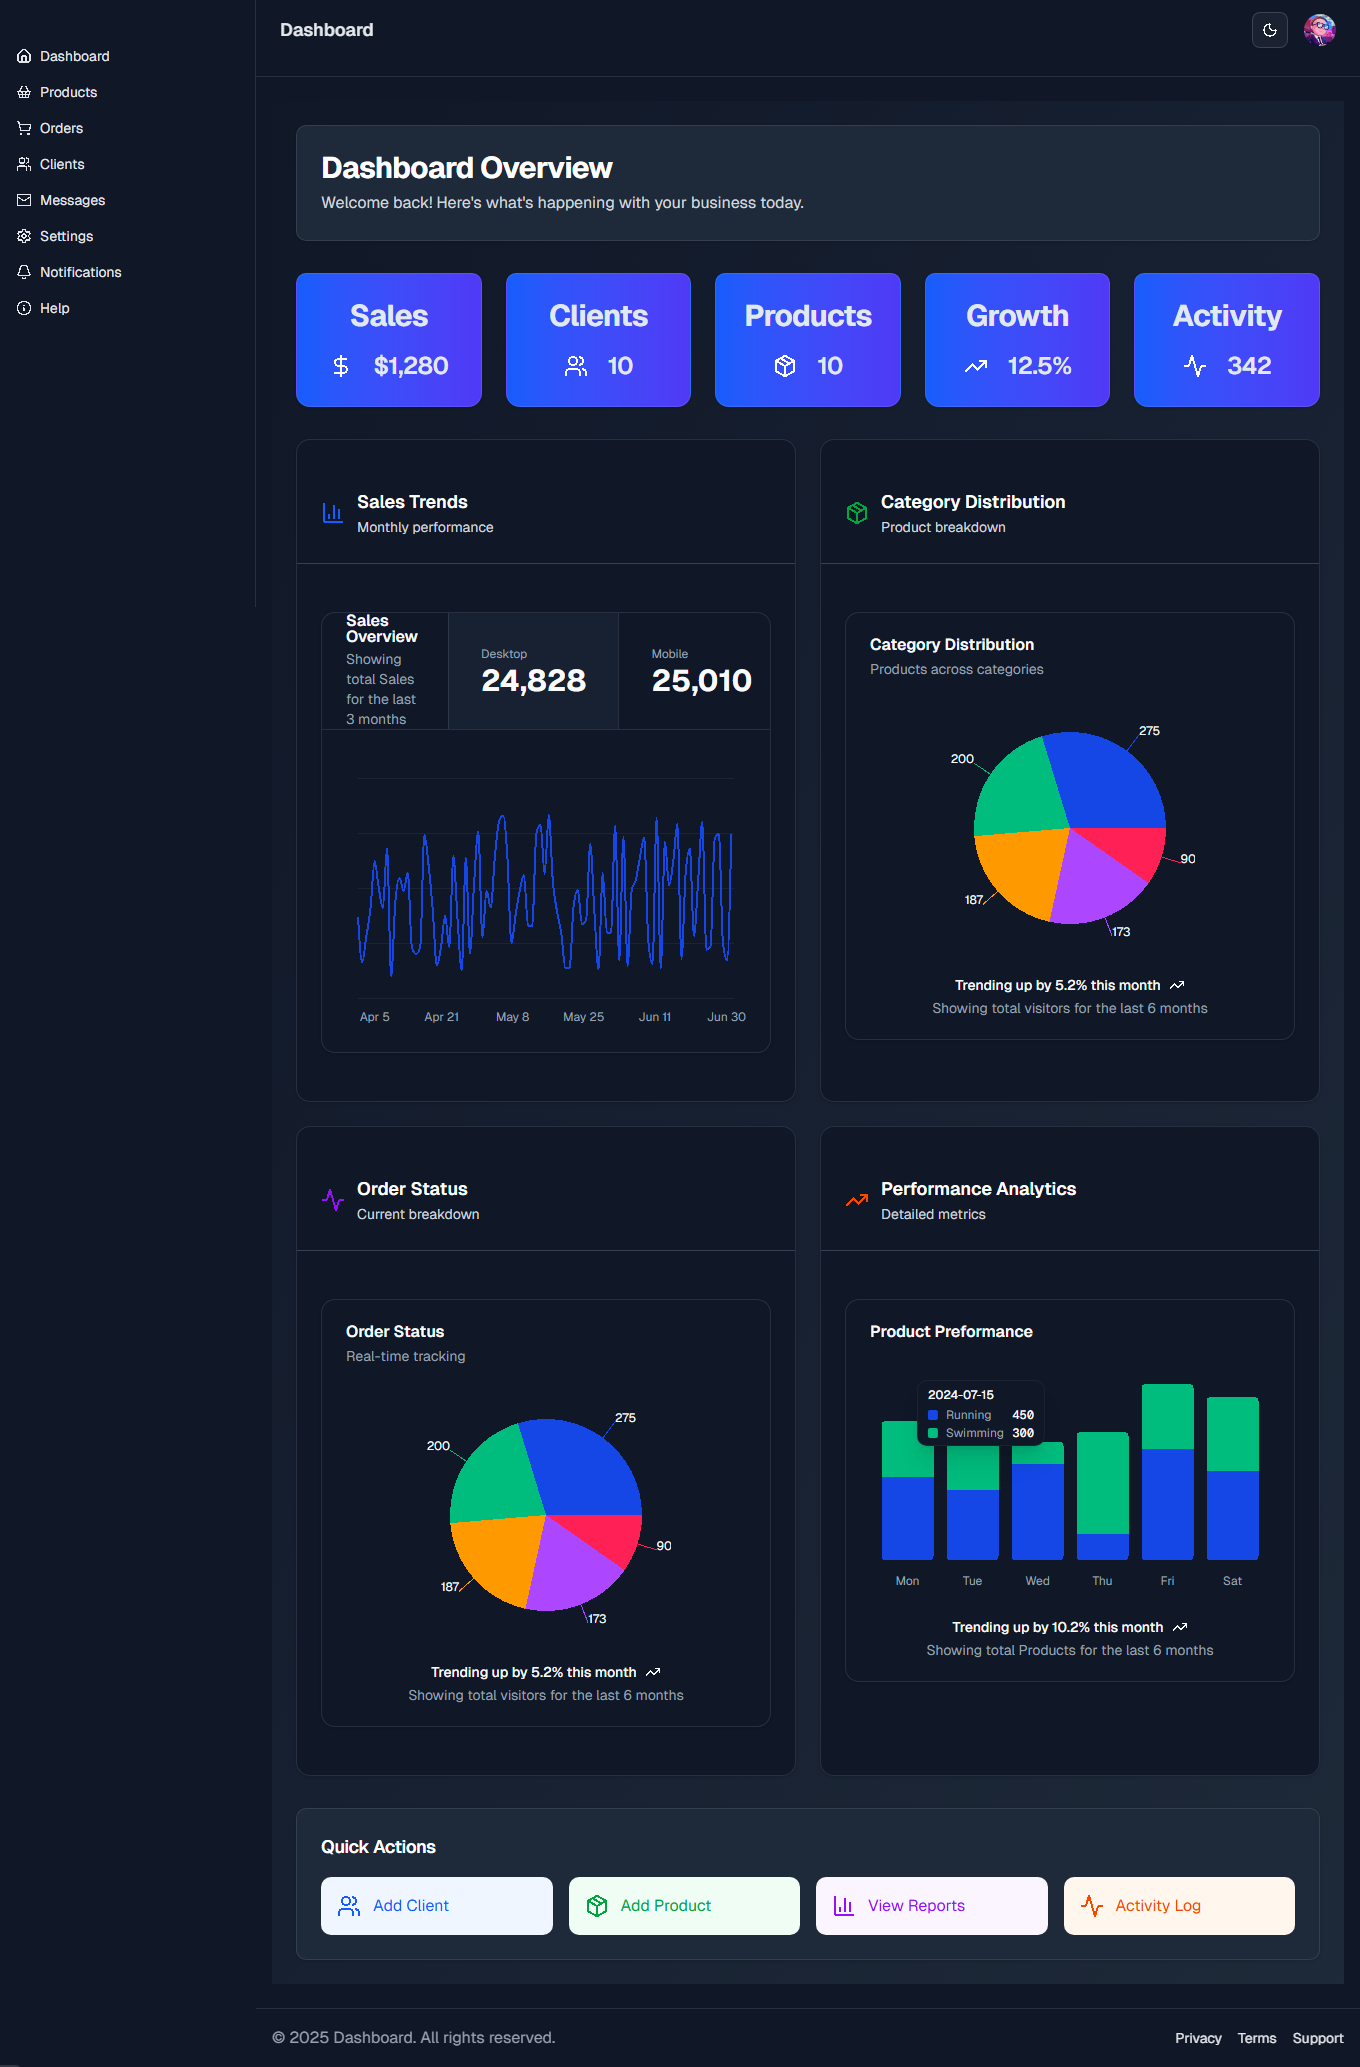 Dashboard
Dashboard
Products
Orders
Clients
Messages
Settings
Notifications
Help
Dashboard Overview
Welcome back! Here's what's happening with your business today.
Sales
$1,280
Clients
10
Products
10
Growth
12.5%
Activity
342
Sales Trends
Monthly performance
Sales
Overview
Showing
total Sales
for the last
3 months
Desktop
24,828
Mobile
25,010
Apr 5 Apr 21 May 8 May 25 Jun 11 Jun 30
Category Distribution
Product breakdown
Category Distribution
Products across categories
275
200
90
187
173
Trending up by 5.2% this month
Showing total visitors for the last 6 months
Order Status
Current breakdown
Order Status
Real-time tracking
275
200
90
187
173
Trending up by 5.2% this month
Showing total visitors for the last 6 months
Performance Analytics
Detailed metrics
Product Preformance
2024-07-15
Running 450
Swimming 300
Mon Tue Wed Thu Fri Sat
Trending up by 10.2% this month
Showing total Products for the last 6 months
Quick Actions
Add Client
Add Product
View Reports
Activity Log
© 2025 Dashboard. All rights reserved.
Privacy Terms Support